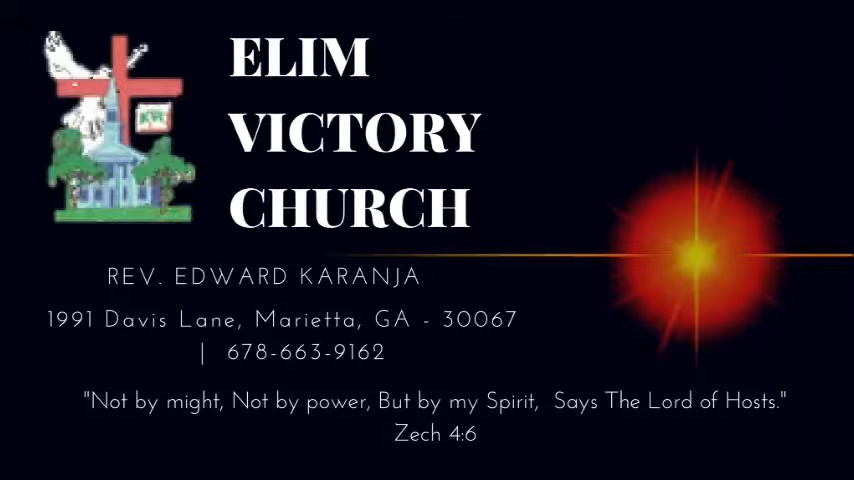 ELIM
VICTORY
CHURCH
REV. EDWARD KARANJA
1991 Davis Lane, Marietta, GA - 30067
| 678-663-9162
"Not by might, Not by power, But by my Spirit, Says The Lord of Hosts."
Zech 4:6